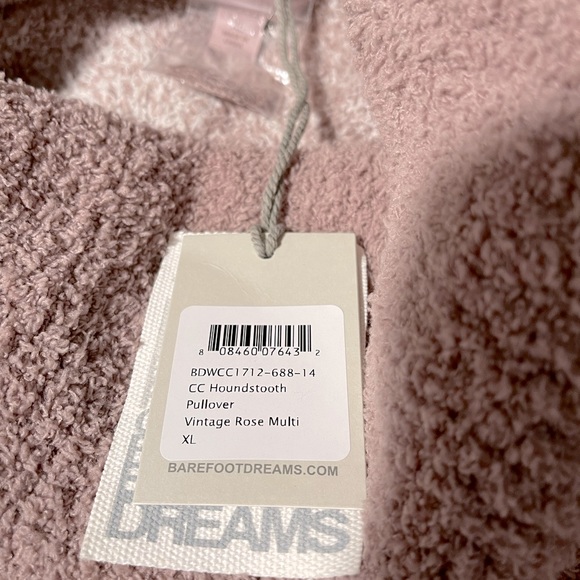 8 08460 07643 2
BDWCC1712-688-14
CC Houndstooth
Pullover
Vintage Rose Multi
XL
BAREFOOTDREAMS.COM
DREAMS